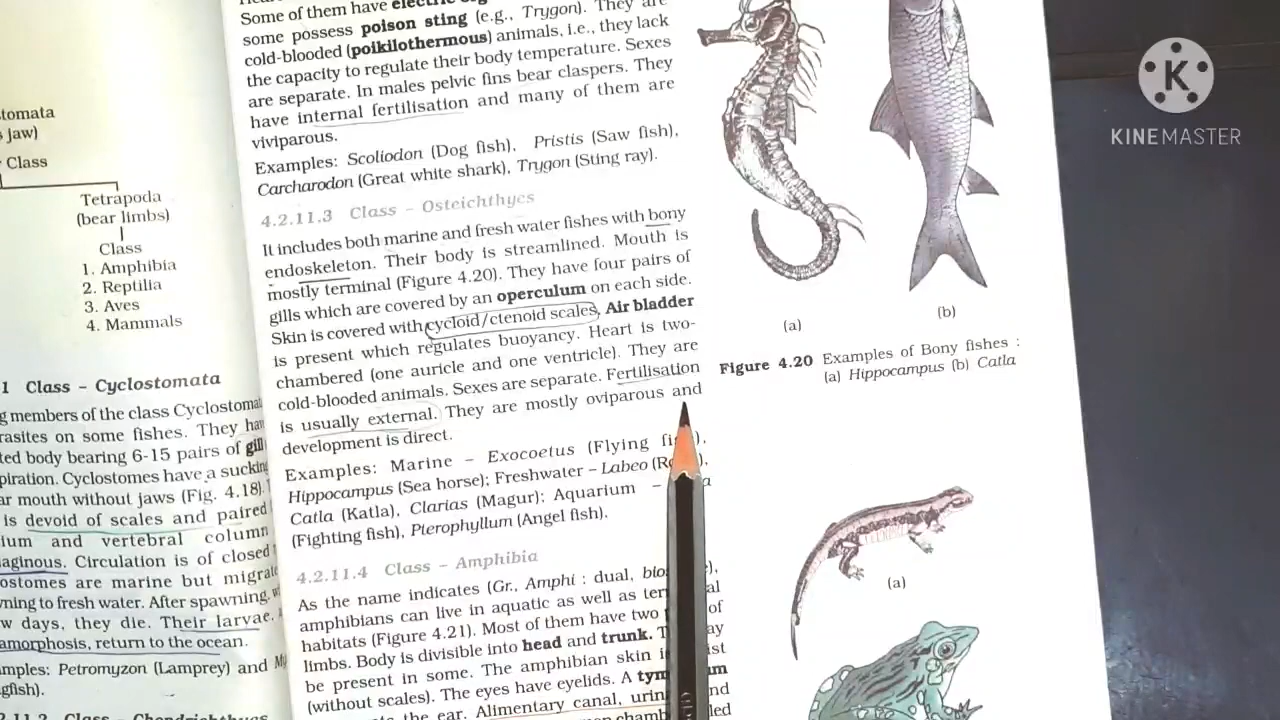 tomata
s jaw)
Class
Tetrapoda
(bear limbs)
Class
1. Amphibia
2. Reptilia
3. Aves
4. Mammals
1 Class – Cyclostomata
g members of the class Cyclostomat
rasites on some fishes. They hav
ted body bearing 6-15 pairs of gill
piration. Cyclostomes have a sucking
ar mouth without jaws (Fig. 4.18).
is devoid of scales and paired
ium and vertebral column
aginous. Circulation is of closed
ostomes are marine but migrate
ning to fresh water. After spawning,
w days, they die. Their larvae,
amorphosis, return to the ocean.
mples: Petromyzon (Lamprey) and
gfish).
Some of them have electric
some possess poison sting (e.g., Trygon). They are
cold-blooded (poikilothermous) animals, i.e., they lack
the capacity to regulate their body temperature. Sexes
are separate. In males pelvic fins bear claspers. They
have internal fertilisation and many of them are
viviparous.
Examples: Scoliodon (Dog fish), Pristis (Saw fish),
Carcharodon (Great white shark), Trygon (Sting ray).
4.2.11.3 Class – Osteichthyes
It includes both marine and fresh water fishes with bony
endoskeleton. Their body is streamlined. Mouth is
mostly terminal (Figure 4.20). They have four pairs of
gills which are covered by an operculum on each side.
Skin is covered with cycloid/ctenoid scales. Air bladder
is present which regulates buoyancy. Heart is two-
chambered (one auricle and one ventricle). They are
cold-blooded animals. Sexes are separate. Fertilisation
is usually external. They are mostly oviparous and
development is direct.
Examples: Marine – Exocoetus (Flying fi ),
Hippocampus (Sea horse); Freshwater – Labeo (R ),
Catla (Katla), Clarias (Magur); Aquarium –
(Fighting fish), Pterophyllum (Angel fish).
4.2.11.4 Class – Amphibia
As the name indicates (Gr., Amphi : dual, bios
amphibians can live in aquatic as well as ter
habitats (Figure 4.21). Most of them have two of
limbs. Body is divisible into head and trunk. T ay
be present in some. The amphibian skin i ist
(without scales). The eyes have eyelids. A tym m
the ear. Alimentary canal, urin nd
(a)
(b)
Figure 4.20 Examples of Bony fishes :
(a) Hippocampus (b) Catla
(a)
K
KINEMASTER